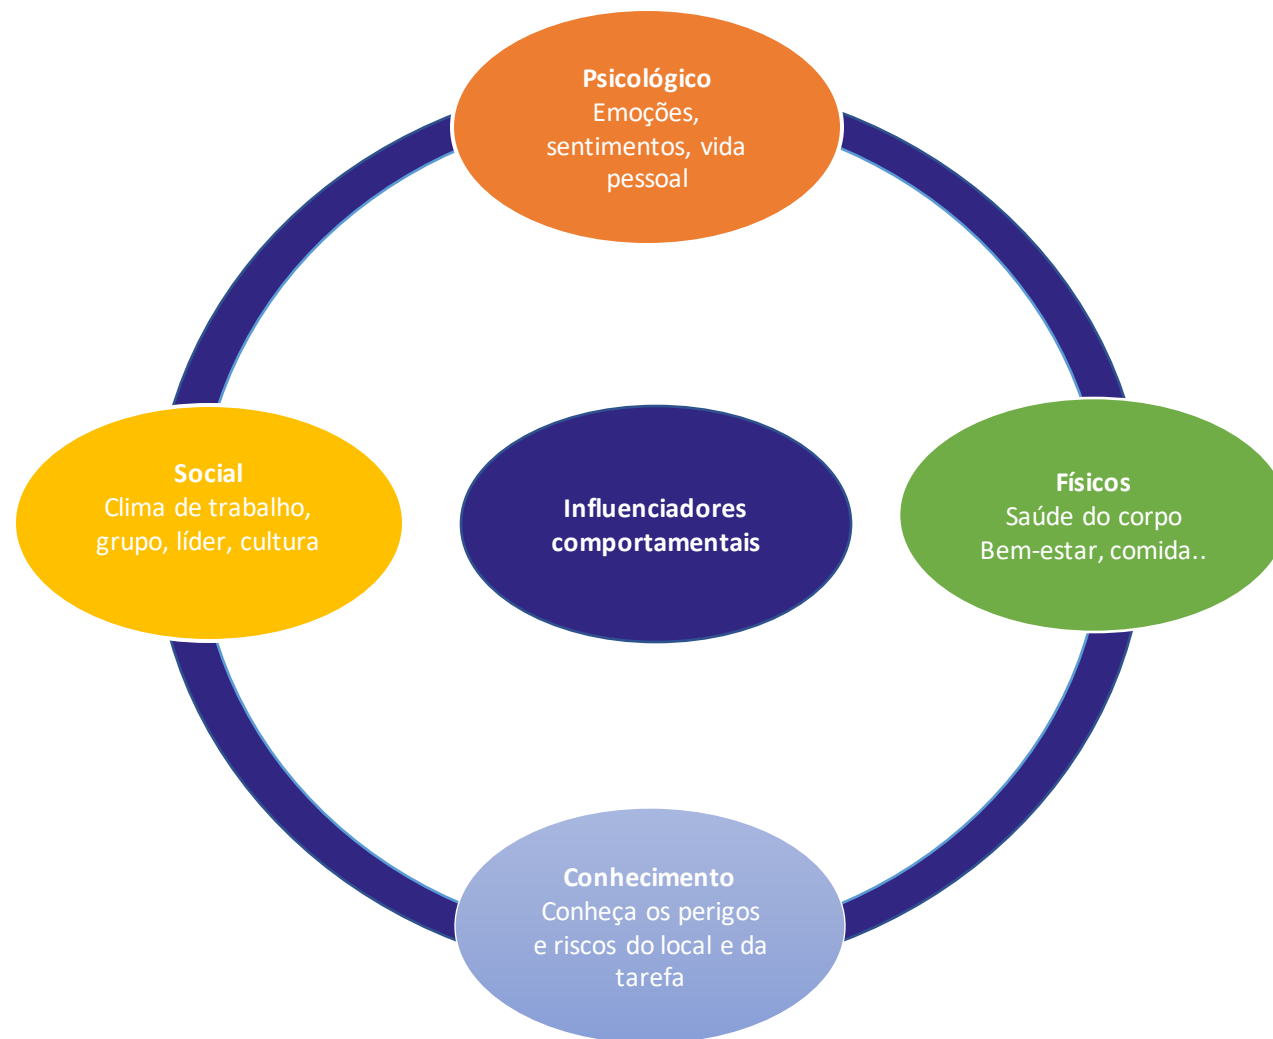 Psicológico
Emoções,
sentimentos, vida
pessoal
Social
Clima de trabalho,
grupo, líder, cultura
Influenciadores
comportamentais
Físicos
Saúde do corpo
Bem-estar, comida..
Conhecimento
Conheça os perigos
e riscos do local e da
tarefa